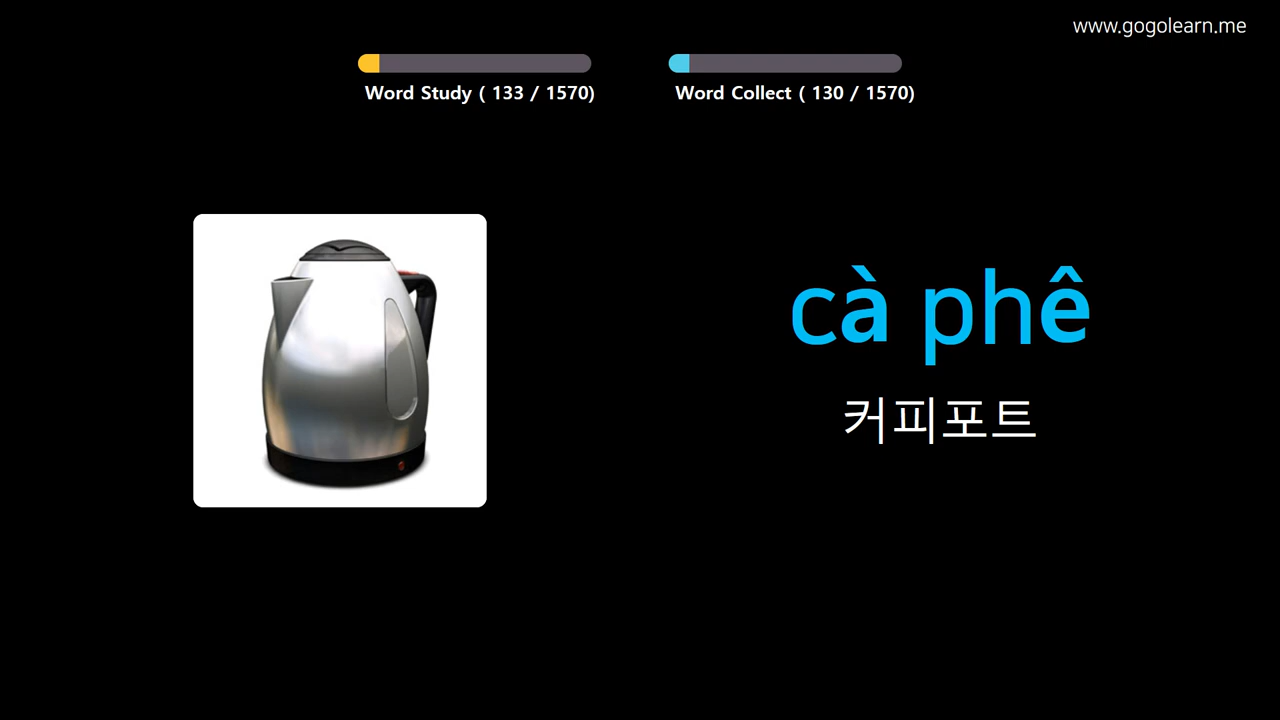 www.gogolearn.me
Word Study ( 133 / 1570)
Word Collect ( 130 / 1570)
cà phê
커피포트